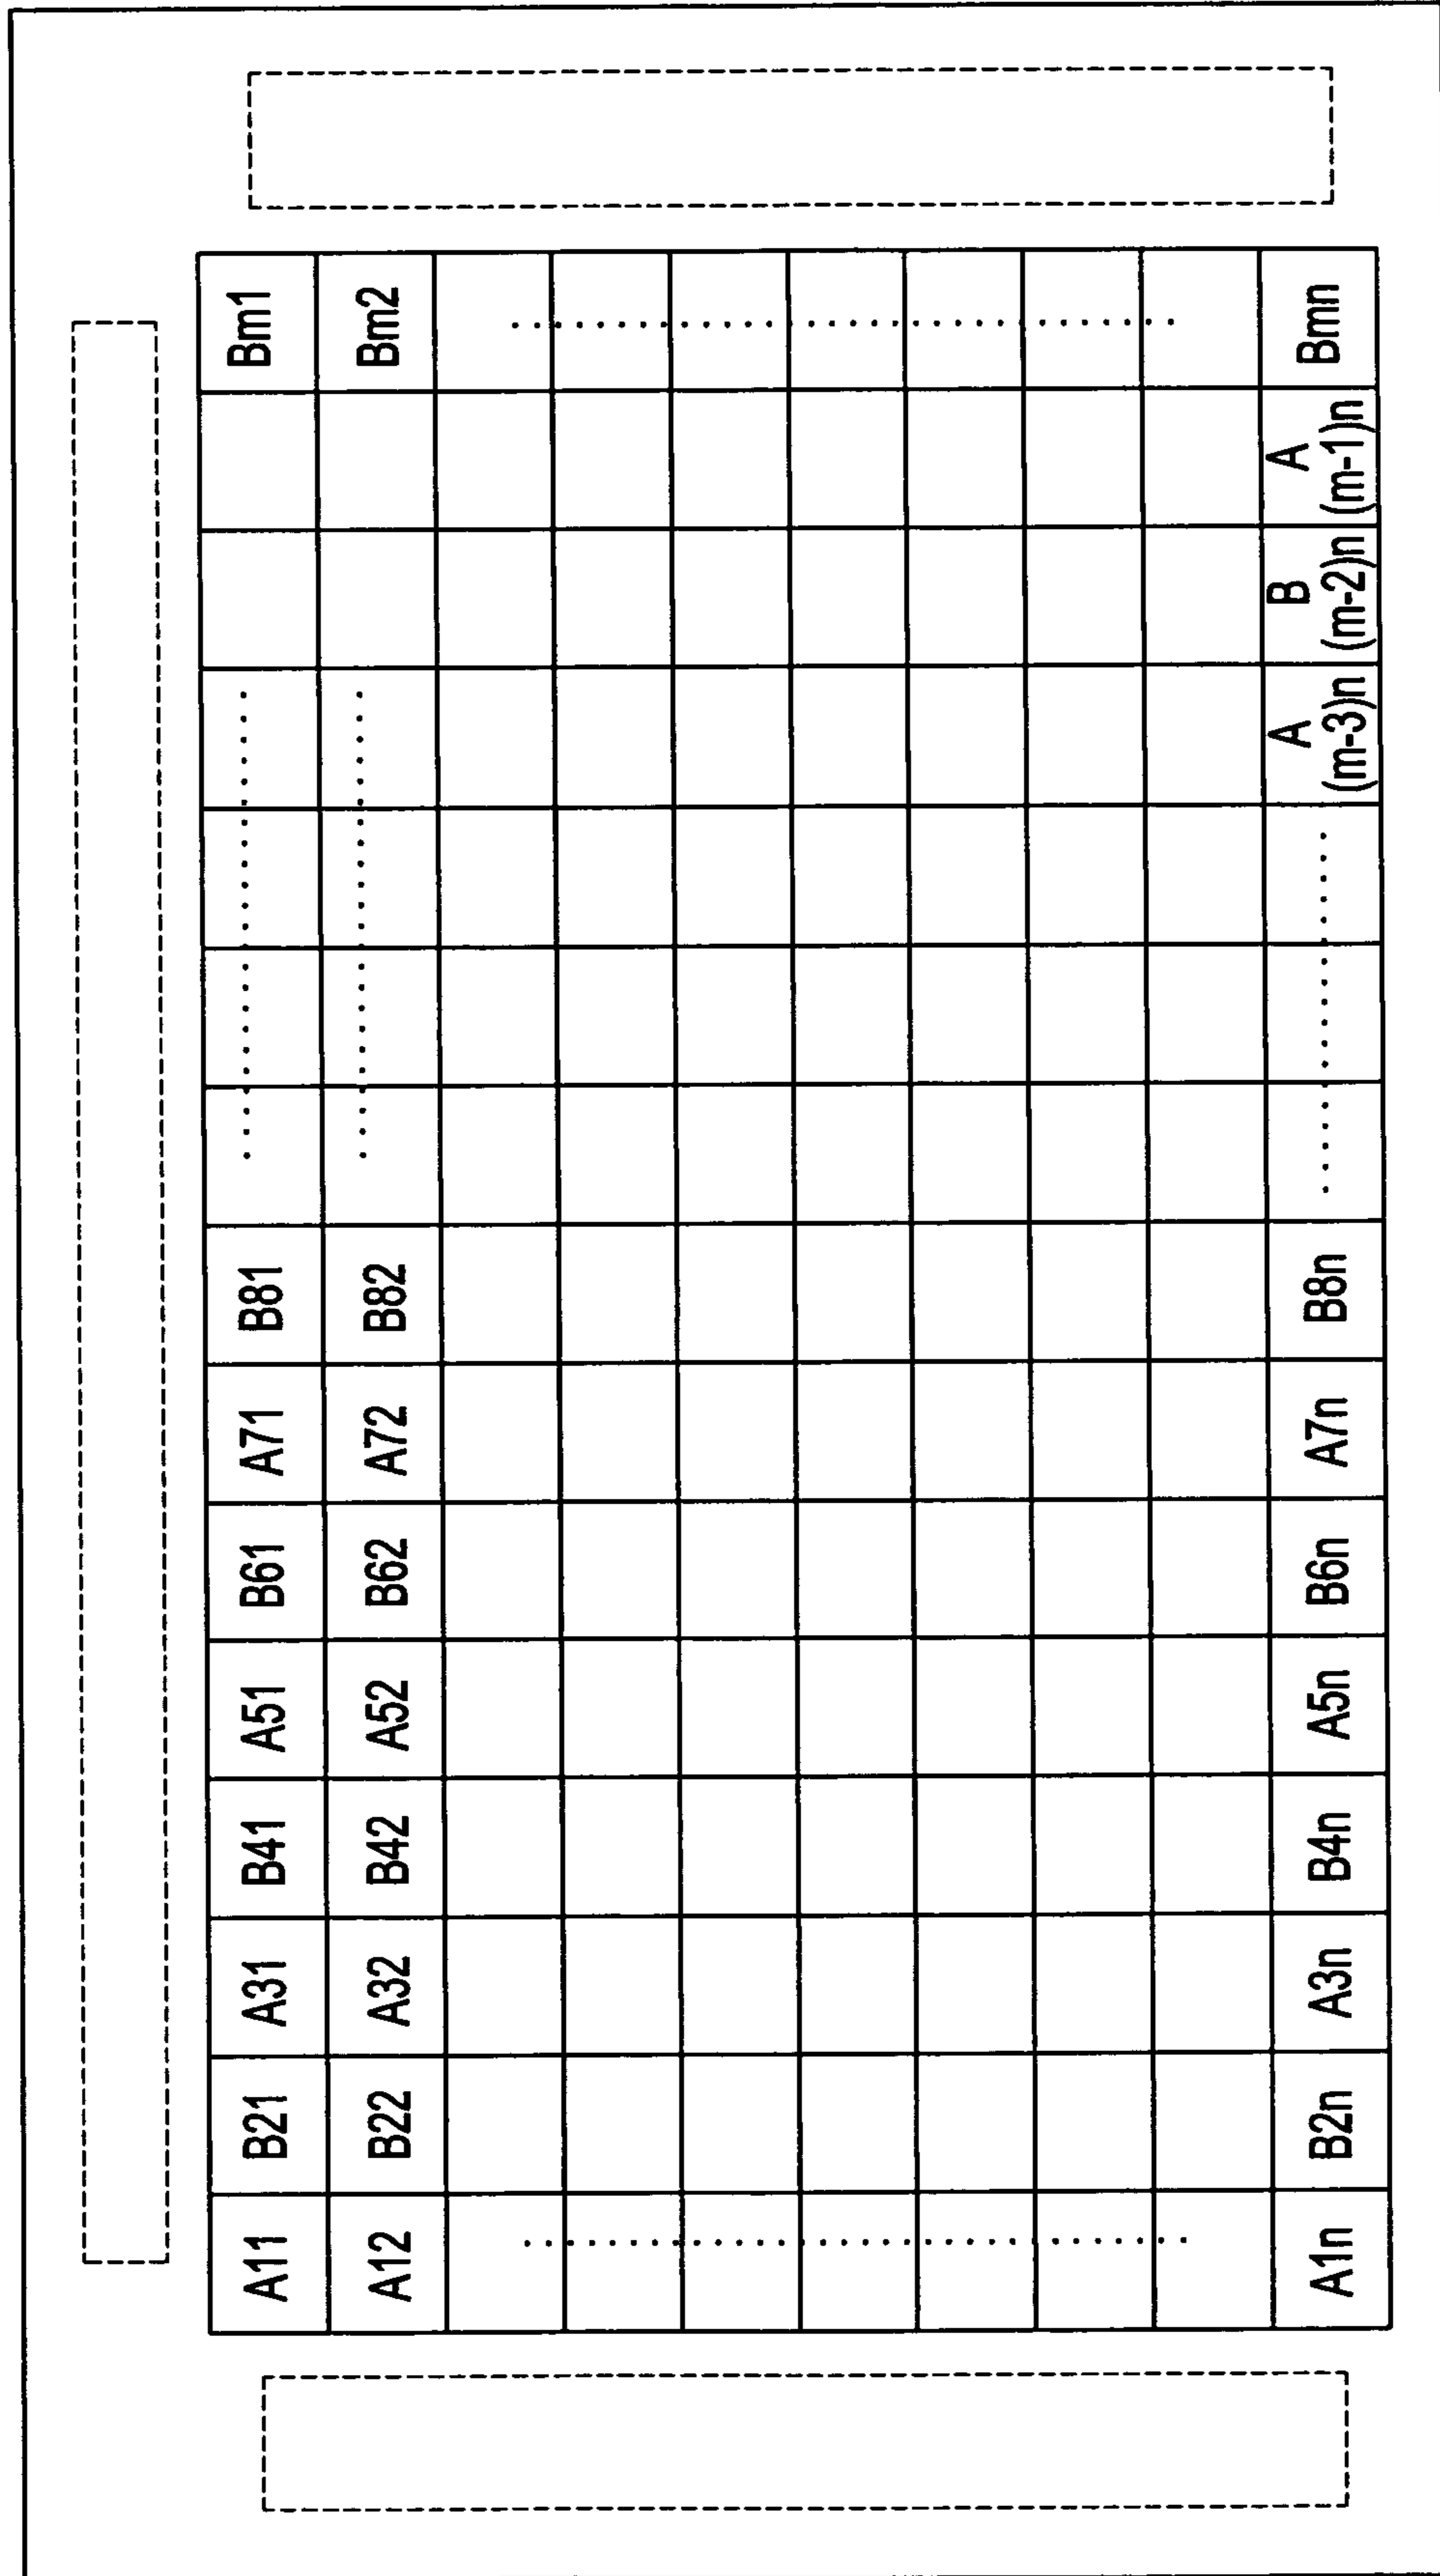 A11 B21 A31 B41 A51 B61 A71 B81 ............ Bm1
A12 B22 A32 B42 A52 B62 A72 B82 ............ Bm2
A1n B2n A3n B4n A5n B6n A7n B8n ............ A (m-3)n B (m-2)n A (m-1)n Bmn